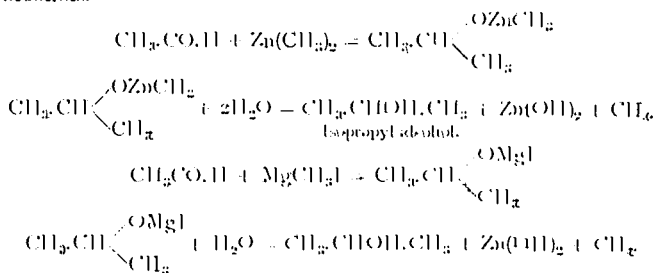 CH₃.CO.H + Zn(CH₃)₂ = CH₃.CH
OZnCH₃
CH₃
CH₃.CH
OZnCH₃
CH₃
+ 2H₂O = CH₃.CHOH.CH₃ + Zn(OH)₂ + CH₄.
Isopropyl alcohol.
CH₃CO.H + MgCH₃I = CH₃.CH
OMgI
CH₃
CH₃.CH
OMgI
CH₃
+ H₂O = CH₃.CHOH.CH₃ + Zn(OH)₂ + CH₄.